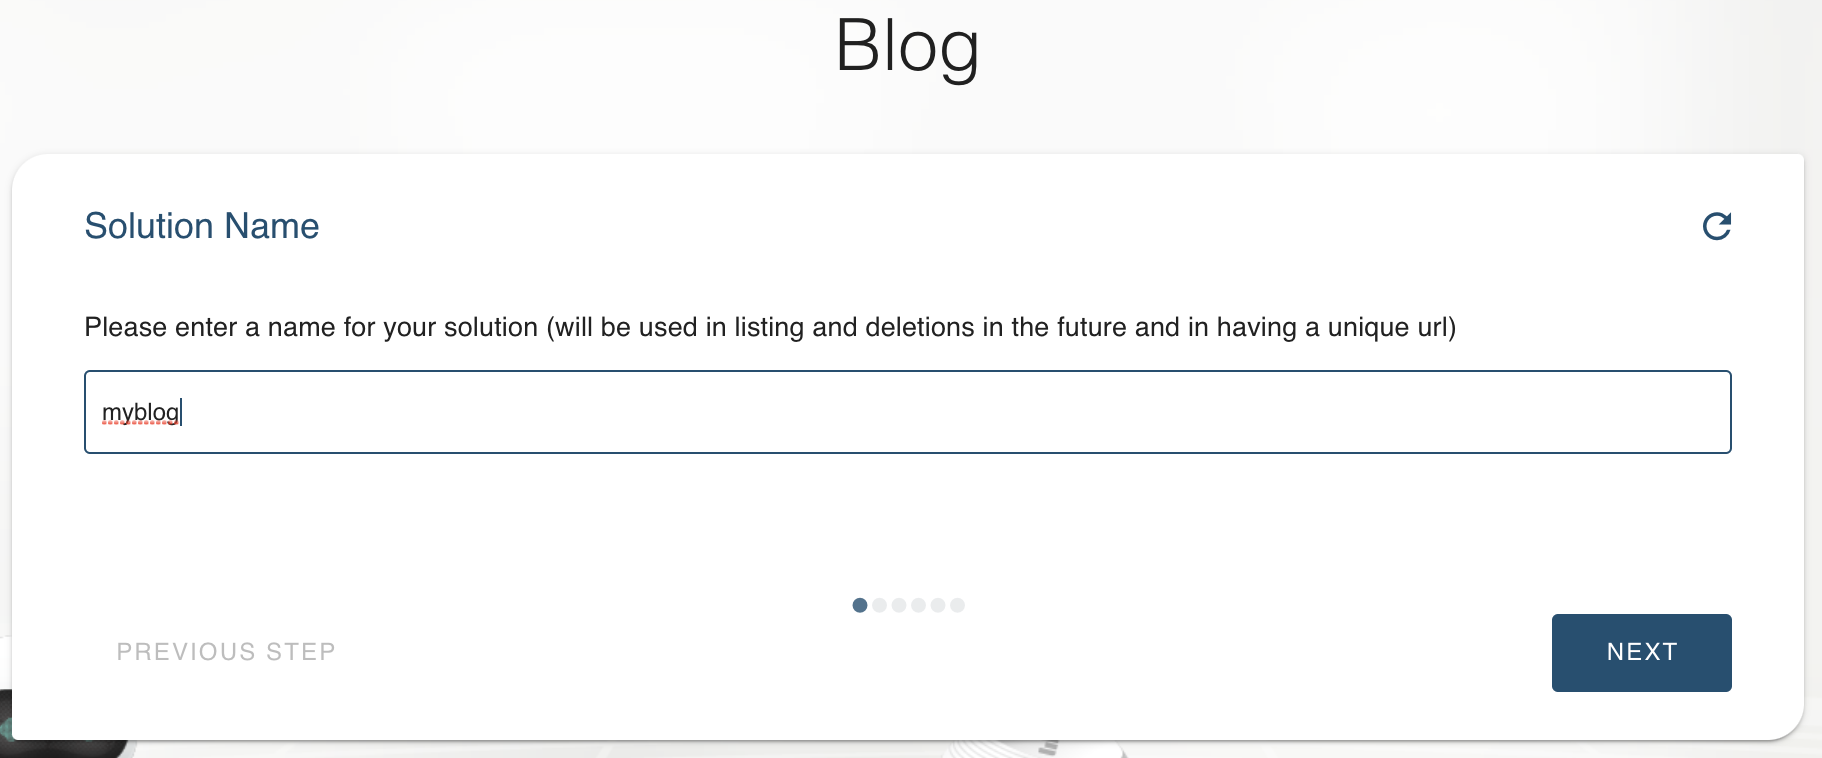 Blog
Solution Name
Please enter a name for your solution (will be used in listing and deletions in the future and in having a unique url)
myblog
PREVIOUS STEP
NEXT